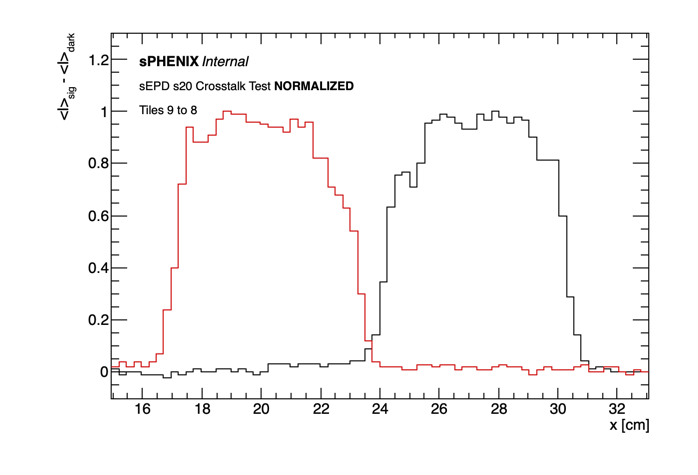 <I>sig - <I>dark
1.2
sPHENIX Internal
sEPD s20 Crosstalk Test NORMALIZED
Tiles 9 to 8
1
0.8
0.6
0.4
0.2
0
16 18 20 22 24 26 28 30 32
x [cm]